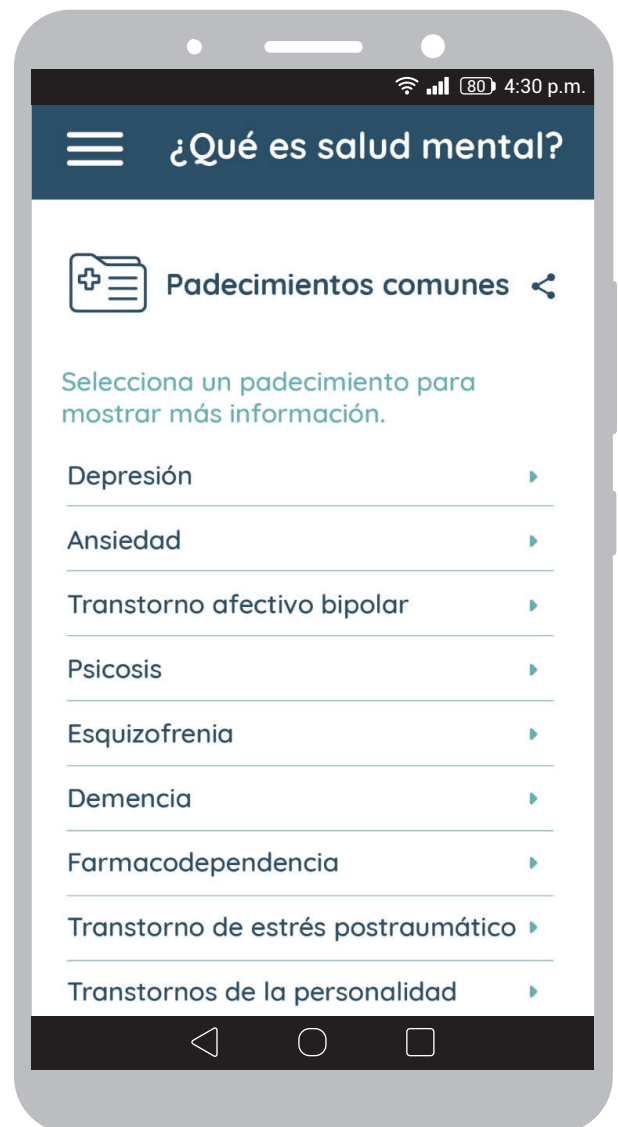 80 4:30 p.m.
¿Qué es salud mental?
Padecimientos comunes
Selecciona un padecimiento para
mostrar más información.
Depresión
Ansiedad
Transtorno afectivo bipolar
Psicosis
Esquizofrenia
Demencia
Farmacodependencia
Transtorno de estrés postraumático
Transtornos de la personalidad